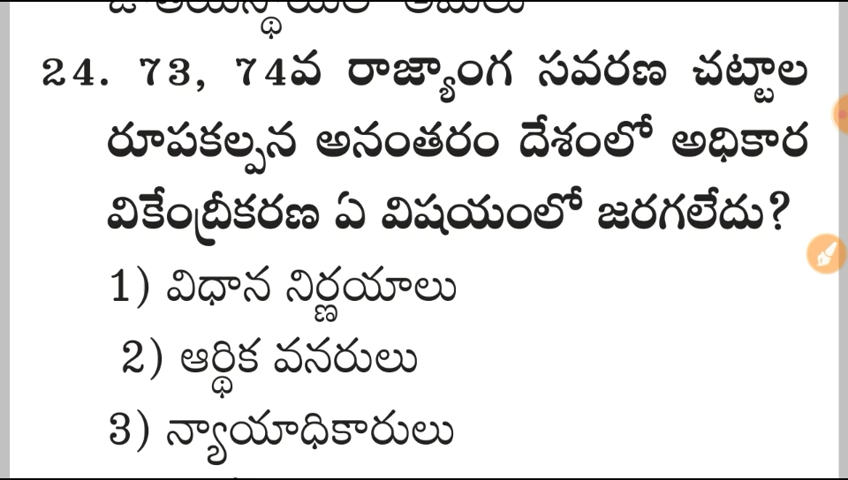 24. 73, 74వ రాజ్యాంగ సవరణ చట్టాల
రూపకల్పన అనంతరం దేశంలో అధికార
వికేంద్రీకరణ ఏ విషయంలో జరగలేదు?
1) విధాన నిర్ణయాలు
2) ఆర్థిక వనరులు
3) న్యాయాధికారులు